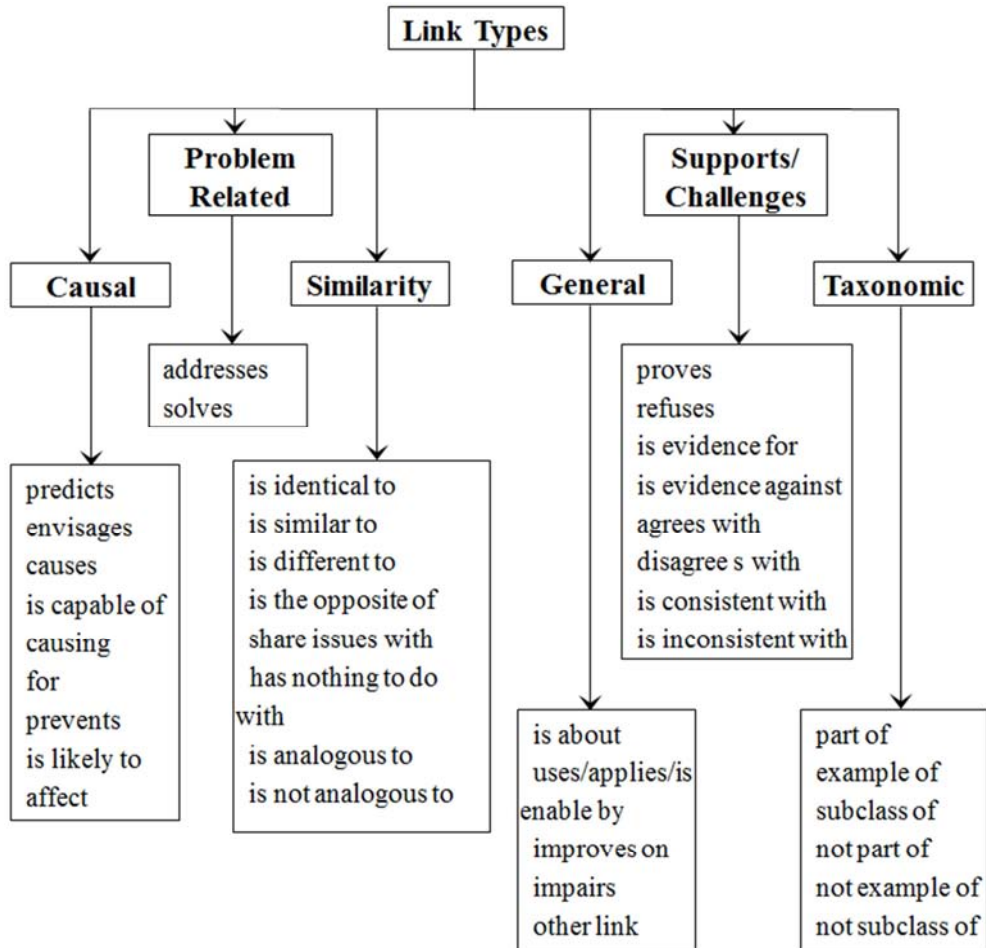 Link Types
Problem
Related
Supports/
Challenges
Causal
Similarity
General
Taxonomic
addresses
solves
proves
refuses
is evidence for
is evidence against
agrees with
disagree s with
is consistent with
is inconsistent with
predicts
envisages
causes
is capable of
causing
for
prevents
is likely to
affect
is identical to
is similar to
is different to
is the opposite of
share issues with
has nothing to do
with
is analogous to
is not analogous to
is about
uses/applies/is
enable by
improves on
impairs
other link
part of
example of
subclass of
not part of
not example of
not subclass of